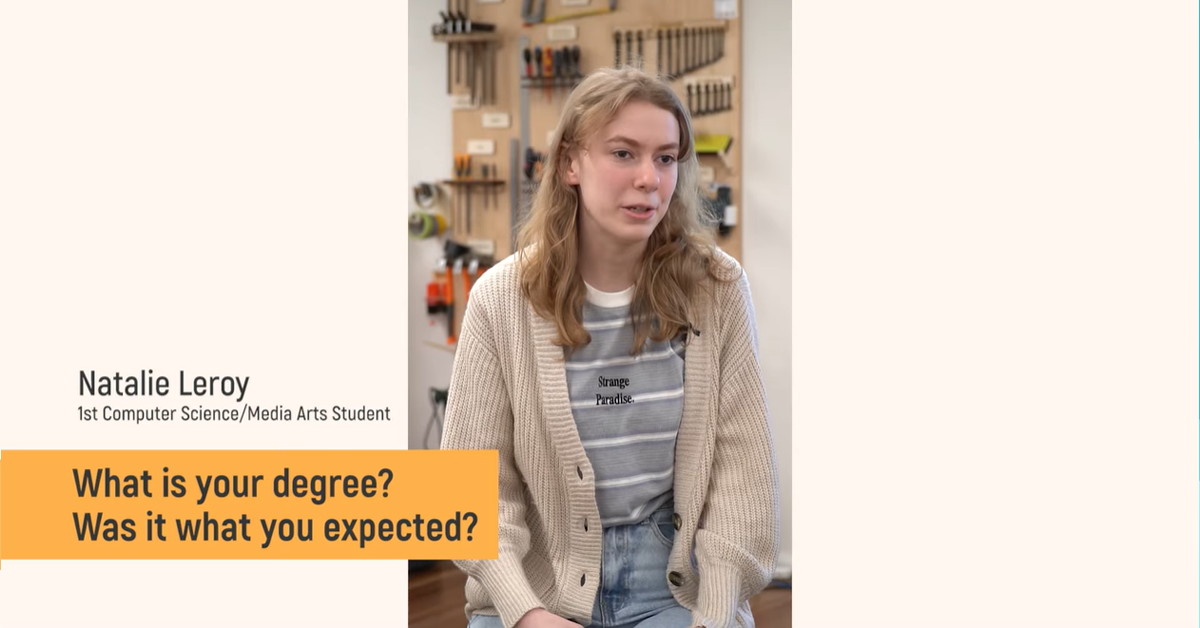 Natalie Leroy
1st Computer Science/Media Arts Student
What is your degree?
Was it what you expected?
Strange
Paradise.